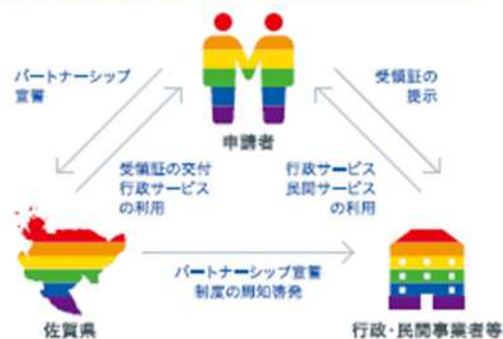 パートナーシップ
宣誓
受領証の
提示
申請者
受領証の交付
行政サービス
の利用
行政サービス
民間サービス
の利用
パートナーシップ宣誓
制度の周知啓発
佐賀県
行政・民間事業者等